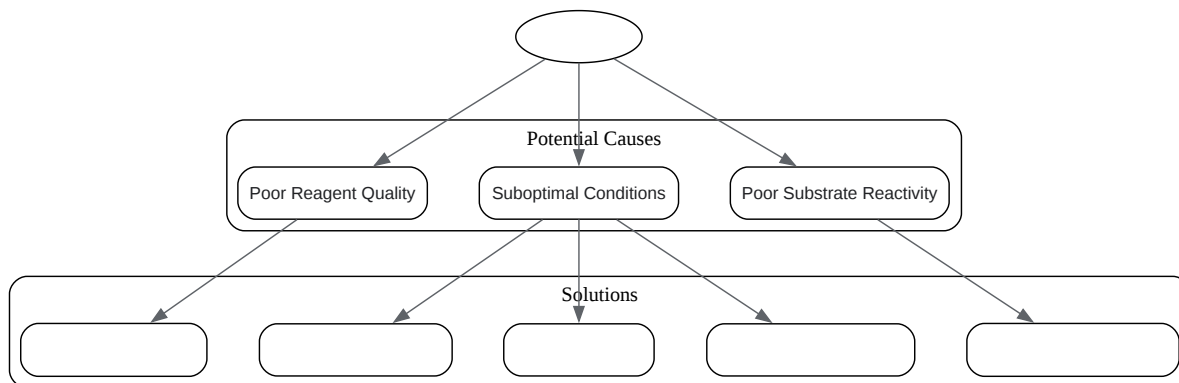 Potential Causes
Poor Reagent Quality
Suboptimal Conditions
Poor Substrate Reactivity
Solutions